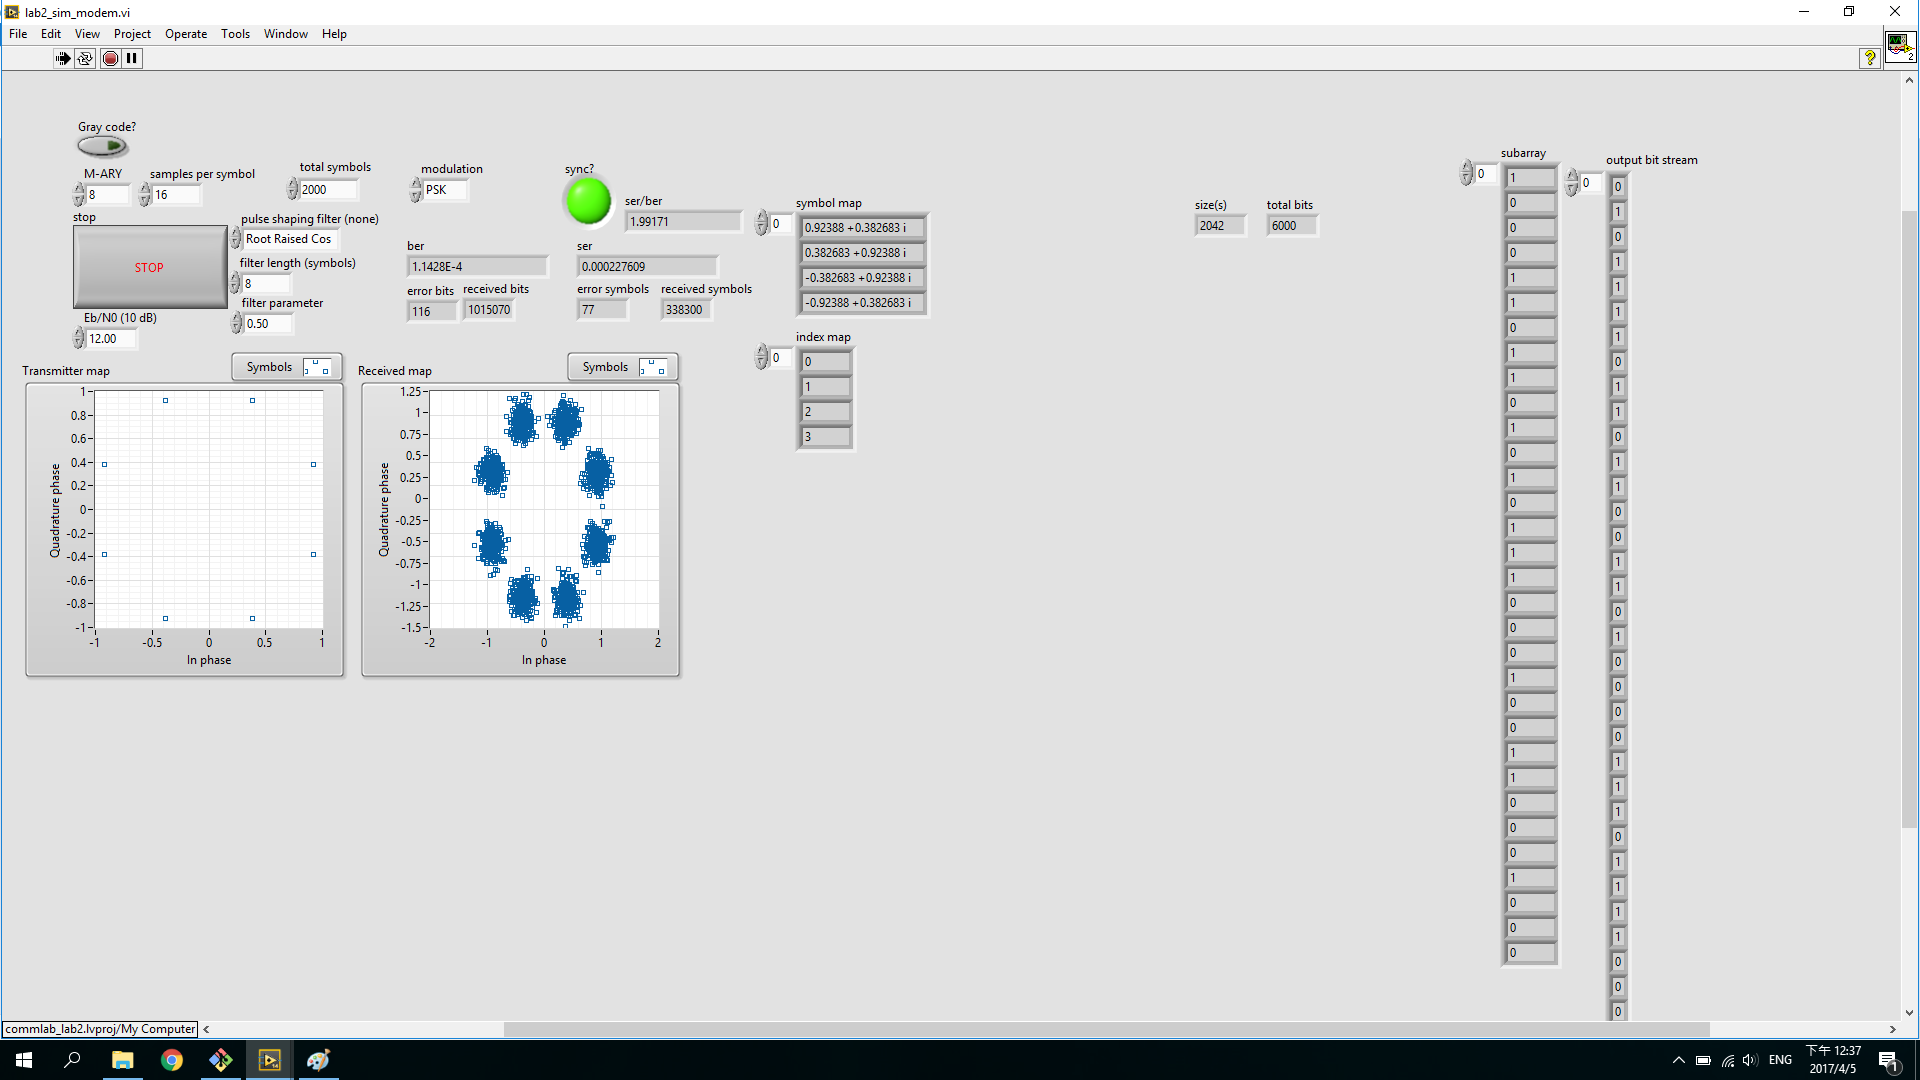 lab2_sim_modem.vi
File Edit View Project Operate Tools Window Help
2
Gray code?
M-ARY
8
samples per symbol
16
total symbols
2000
modulation
PSK
stop
STOP
pulse shaping filter (none)
Root Raised Cos
filter length (symbols)
8
filter parameter
0.50
Eb/N0 (10 dB)
12.00
sync?
ser/ber
1.99171
ber
1.1428E-4
ser
0.000227609
error bits
116
received bits
1015070
error symbols
77
received symbols
338300
symbol map
0
0.92388 +0.382683 i
0.382683 +0.92388 i
-0.382683 +0.92388 i
-0.92388 +0.382683 i
index map
0
0
1
2
3
size(s)
2042
total bits
6000
Transmitter map
Symbols
Quadrature phase
1
0.8
0.6
0.4
0.2
0
-0.2
-0.4
-0.6
-0.8
-1
-1 -0.5 0 0.5 1
In phase
Received map
Symbols
Quadrature phase
1.25
1
0.75
0.5
0.25
0
-0.25
-0.5
-0.75
-1
-1.25
-1.5
-2 -1 0 1 2
In phase
subarray
0
1
0
0
0
1
1
0
1
1
0
1
0
1
0
1
1
1
0
0
0
1
0
0
1
1
0
0
0
1
0
0
0
output bit stream
0
0
1
0
1
1
1
1
0
1
1
0
1
1
0
0
1
1
0
1
0
0
0
0
1
1
1
0
1
1
1
1
0
0
0
commlab_lab2.lvproj/My Computer
ENG
下午 12:37
2017/4/5
1